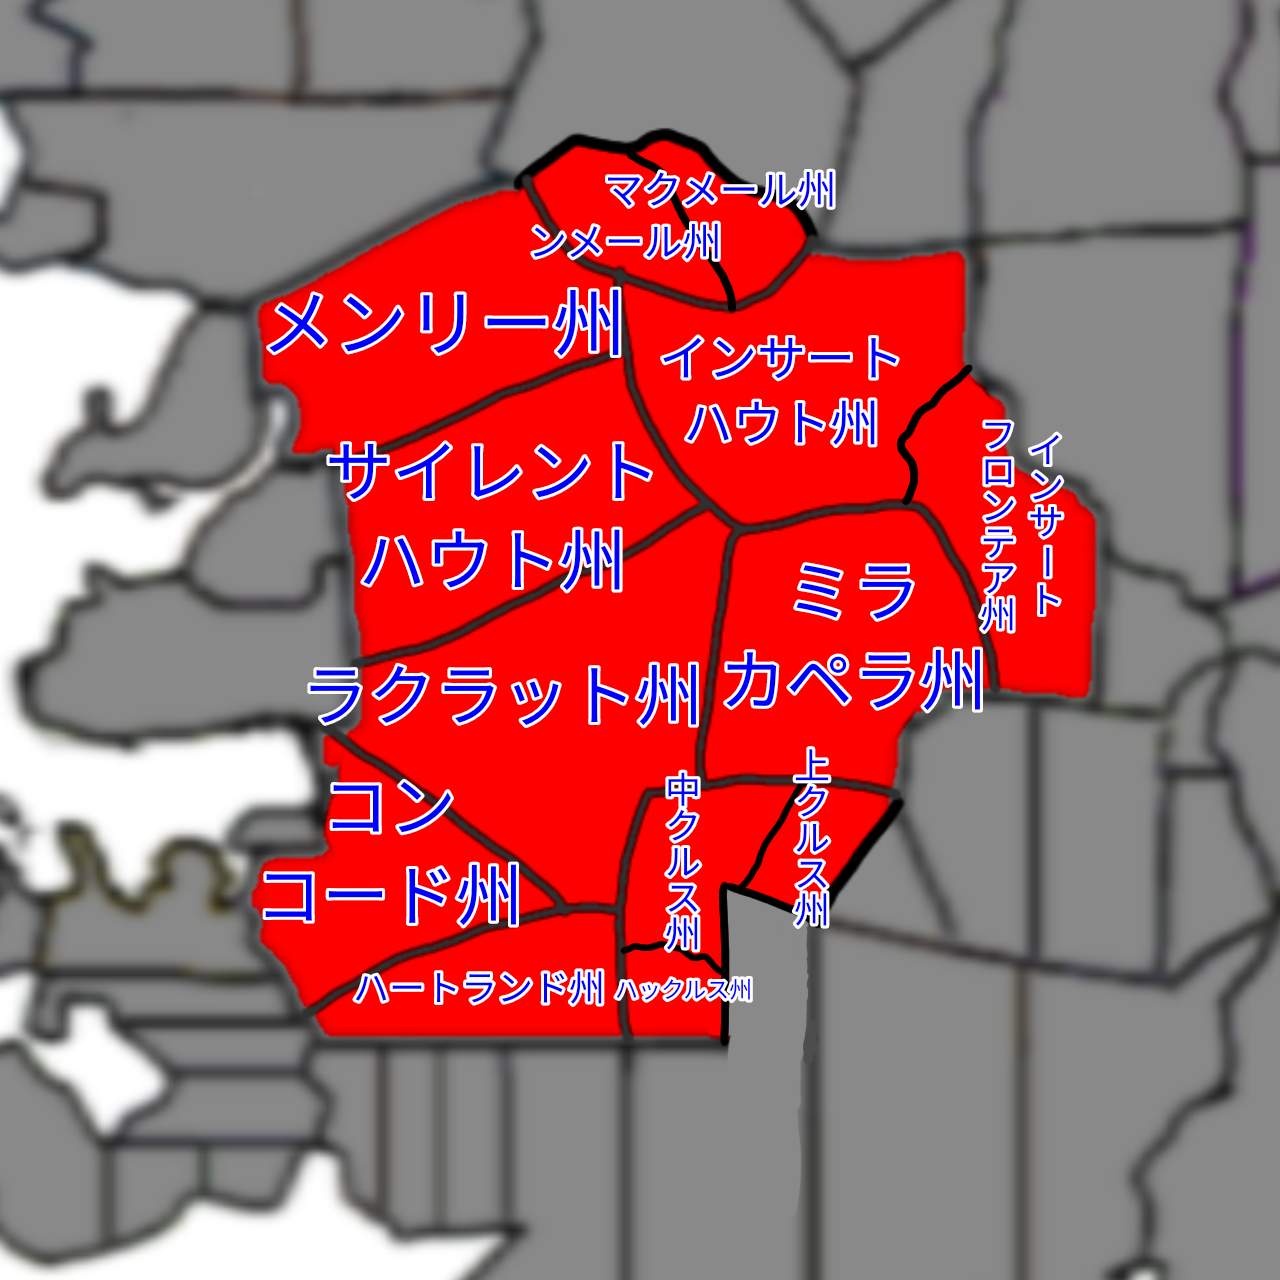 マクメール州
ンメール州
メンリー州
インサート
ハウト州
サイレント
ハウト州
インサート
フロンテア州
ミラ
カペラ州
ラクラット州
コン
コード州
中クルス州
上クルス州
ハートランド州
ハックルス州